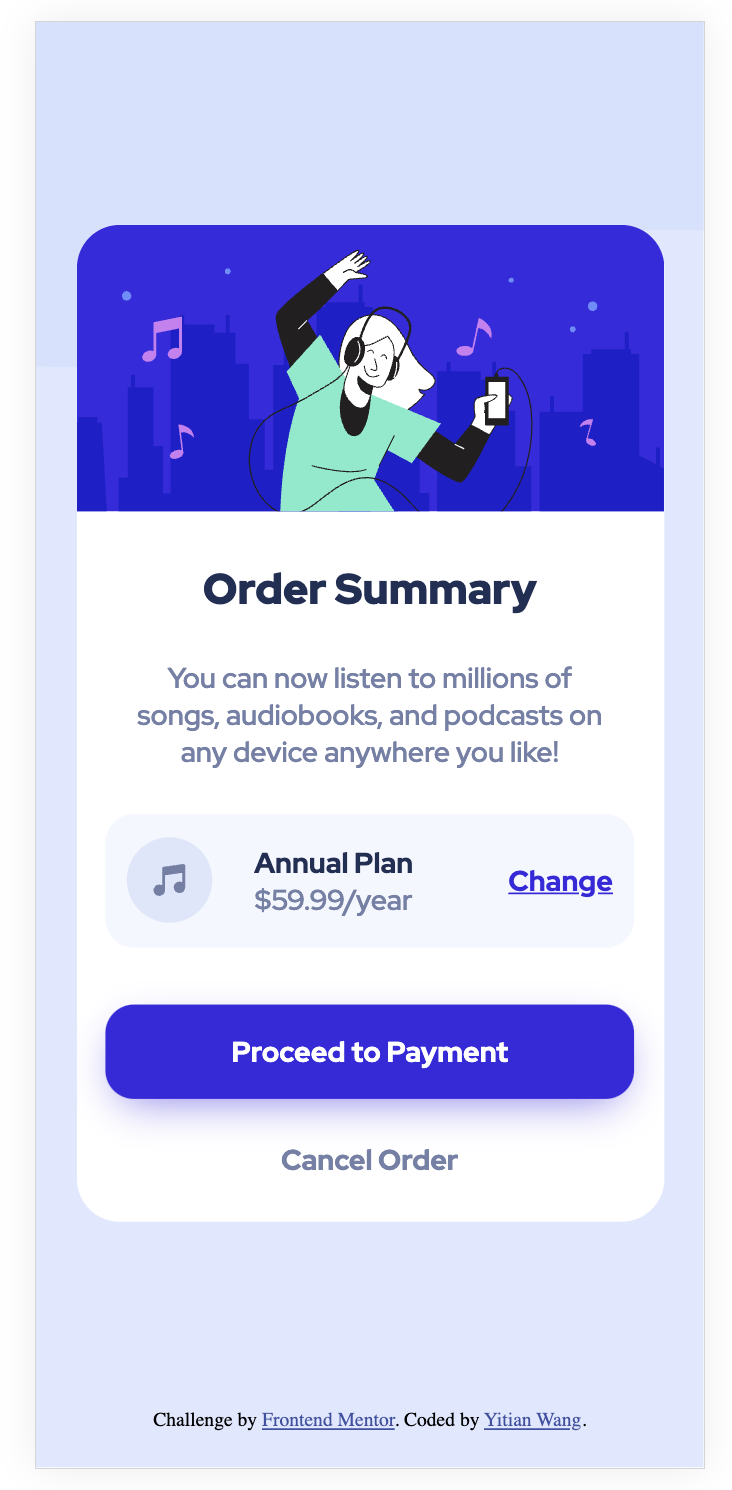 Order Summary
You can now listen to millions of
songs, audiobooks, and podcasts on
any device anywhere you like!
Annual Plan
$59.99/year
Change
Proceed to Payment
Cancel Order
Challenge by Frontend Mentor. Coded by Yitian Wang.